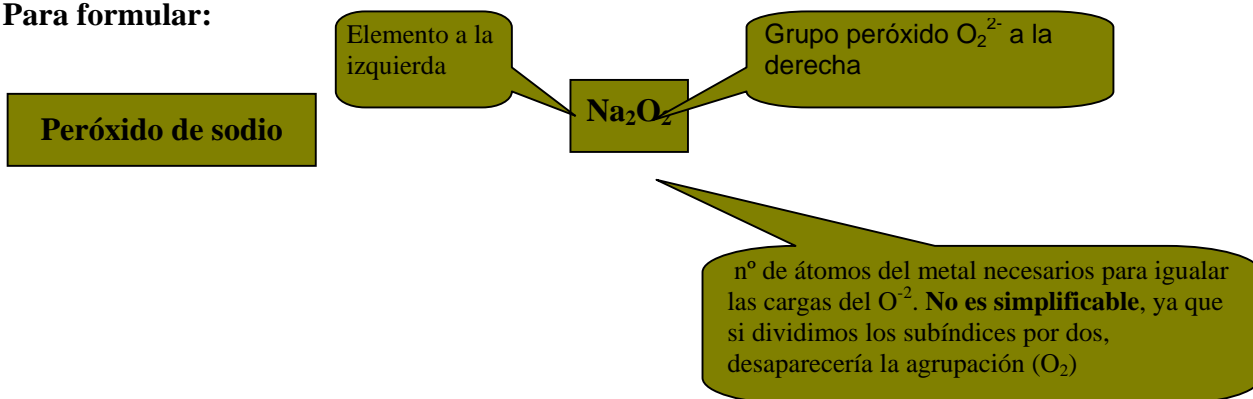 Para formular:
Elemento a la
izquierda
Grupo peróxido O₂²⁻ a la
derecha
Peróxido de sodio
Na₂O₂
nº de átomos del metal necesarios para igualar
las cargas del O⁻². No es simplificable, ya que
si dividimos los subíndices por dos,
desaparecería la agrupación (O₂)